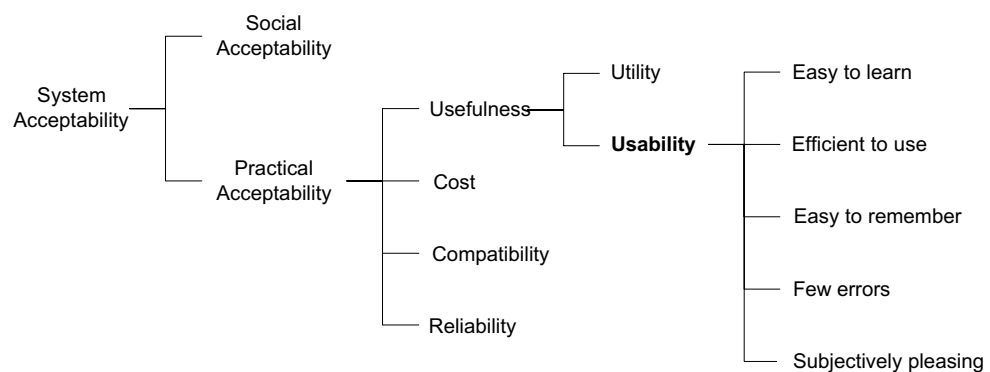 System
Acceptability
Social
Acceptability
Practical
Acceptability
Usefulness
Cost
Compatibility
Reliability
Utility
Usability
Easy to learn
Efficient to use
Easy to remember
Few errors
Subjectively pleasing